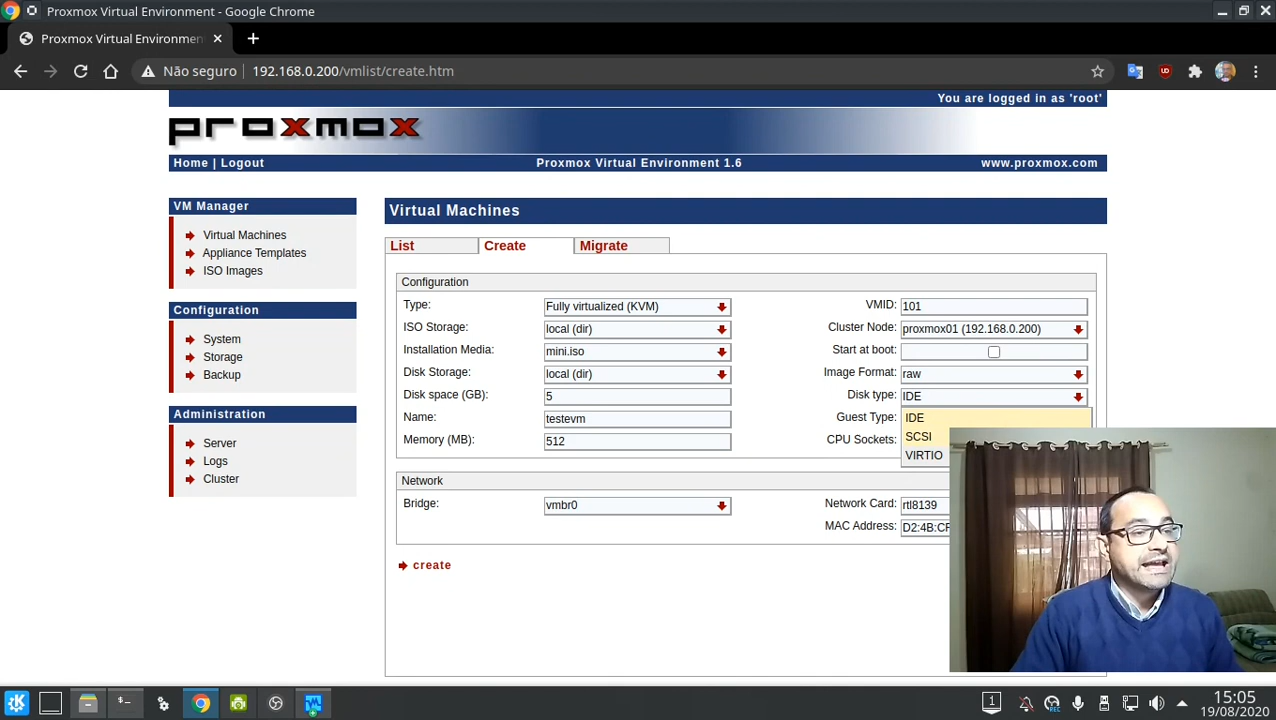 Proxmox Virtual Environment - Google Chrome
Proxmox Virtual Environmen
Não seguro 192.168.0.200/vmlist/create.htm
You are logged in as 'root'
proxmox
Home | Logout Proxmox Virtual Environment 1.6 www.proxmox.com
VM Manager
Virtual Machines
Appliance Templates
ISO Images
Configuration
System
Storage
Backup
Administration
Server
Logs
Cluster
Virtual Machines
List Create Migrate
Configuration
Type: Fully virtualized (KVM) VMID: 101
ISO Storage: local (dir) Cluster Node: proxmox01 (192.168.0.200)
Installation Media: mini.iso Start at boot:
Disk Storage: local (dir) Image Format: raw
Disk space (GB): 5 Disk type: IDE
Name: testevm Guest Type: IDE
SCSI
Memory (MB): 512 CPU Sockets: VIRTIO
Network
Bridge: vmbr0 Network Card: rtl8139
MAC Address: D2:4B:CF
create
1
REC
15:05
19/08/2020